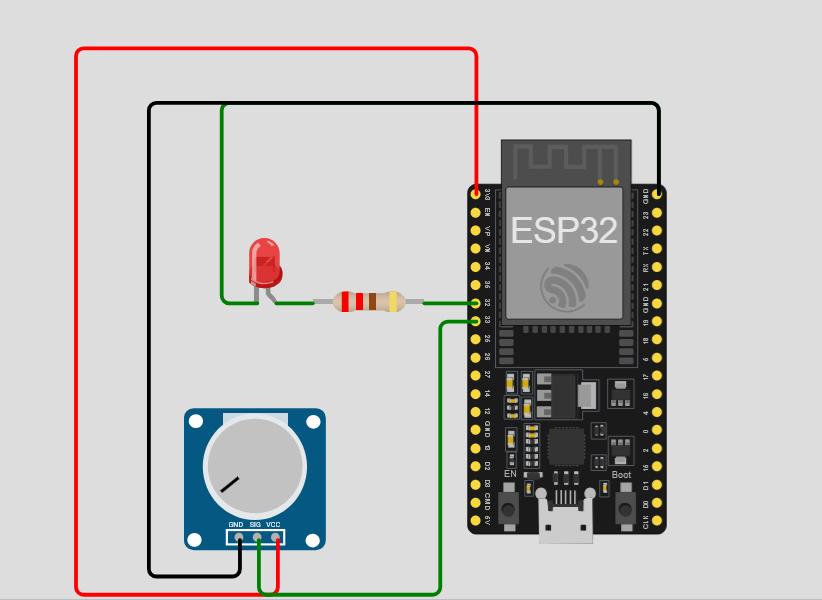 ESP32
3V3
EN
VP
VN
34
35
32
33
25
26
27
14
12
GND
13
D2
D3
CMD
5V
GND
23
22
TX
RX
21
GND
19
18
5
17
16
4
0
2
15
D1
D0
CLK
EN
Boot
GND SIG VCC